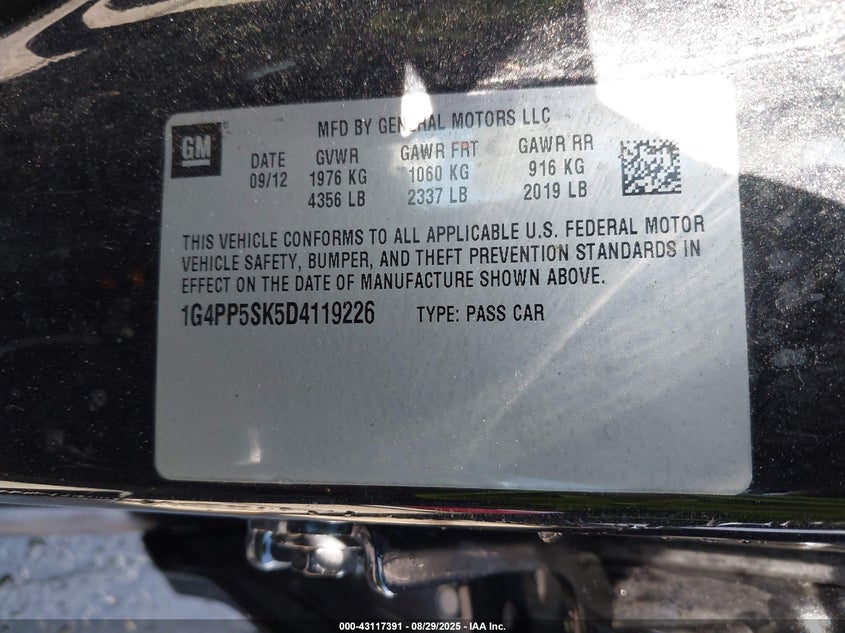 GM
MFD BY GENERAL MOTORS LLC
DATE GVWR GAWR FRT GAWR RR
09/12 1976 KG 1060 KG 916 KG
4356 LB 2337 LB 2019 LB
THIS VEHICLE CONFORMS TO ALL APPLICABLE U.S. FEDERAL MOTOR
VEHICLE SAFETY, BUMPER, AND THEFT PREVENTION STANDARDS IN
EFFECT ON THE DATE OF MANUFACTURE SHOWN ABOVE.
1G4PP5SK5D4119226 TYPE: PASS CAR
000-43117391 - 08/29/2025 - IAA Inc.